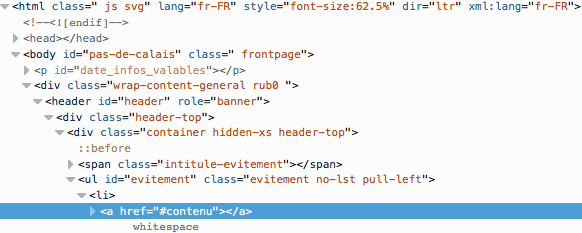 <html class=" js svg" lang="fr-FR" style="font-size:62.5%" dir="ltr" xml:lang="fr-FR">
<!--<![endif]-->
<head></head>
<body id="pas-de-calais" class=" frontpage">
<p id="date_infos_valables"></p>
<div class="wrap-content-general rub0 ">
<header id="header" role="banner">
<div class="header-top">
<div class="container hidden-xs header-top">
::before
<span class="intitule-evitement"></span>
<ul id="evitement" class="evitement no-lst pull-left">
<li>
<a href="#contenu"></a>
whitespace